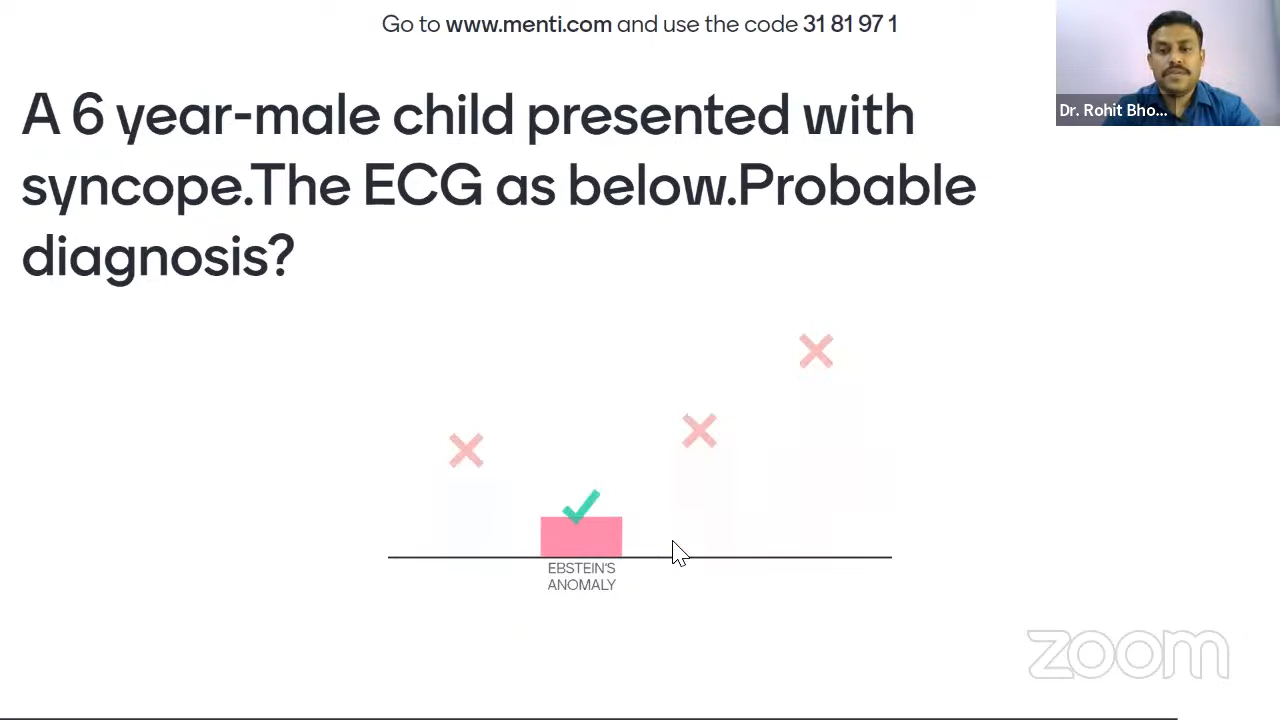 Go to www.menti.com and use the code 31 81 97 1
Dr. Rohit Bho...
A 6 year-male child presented with
syncope.The ECG as below.Probable
diagnosis?
EBSTEIN'S
ANOMALY
zoom